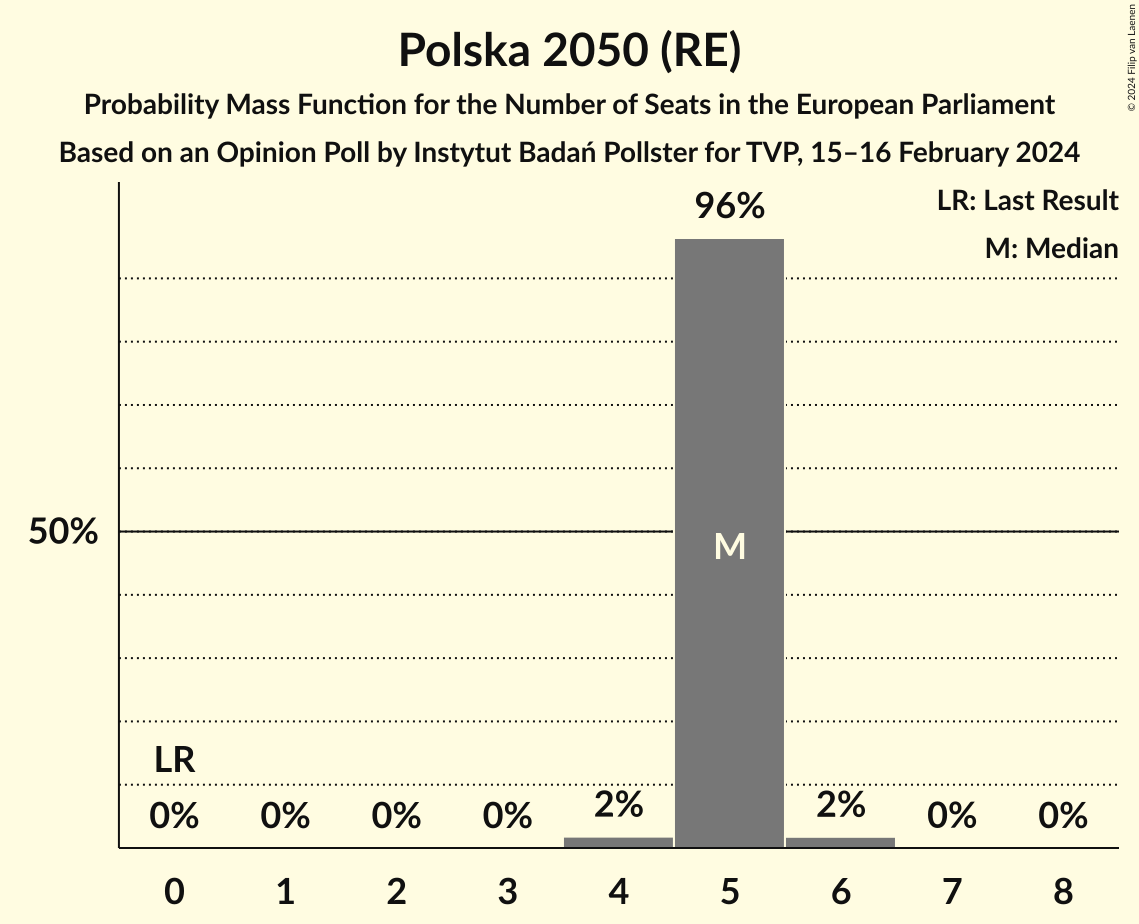 Polska 2050 (RE)
Probability Mass Function for the Number of Seats in the European Parliament
Based on an Opinion Poll by Instytut Badań Pollster for TVP, 15–16 February 2024
© 2024 Filip van Laenen
LR: Last Result
M: Median
96%
50%
M
LR
0% 0% 0% 0% 2% 2% 0% 0%
0 1 2 3 4 5 6 7 8